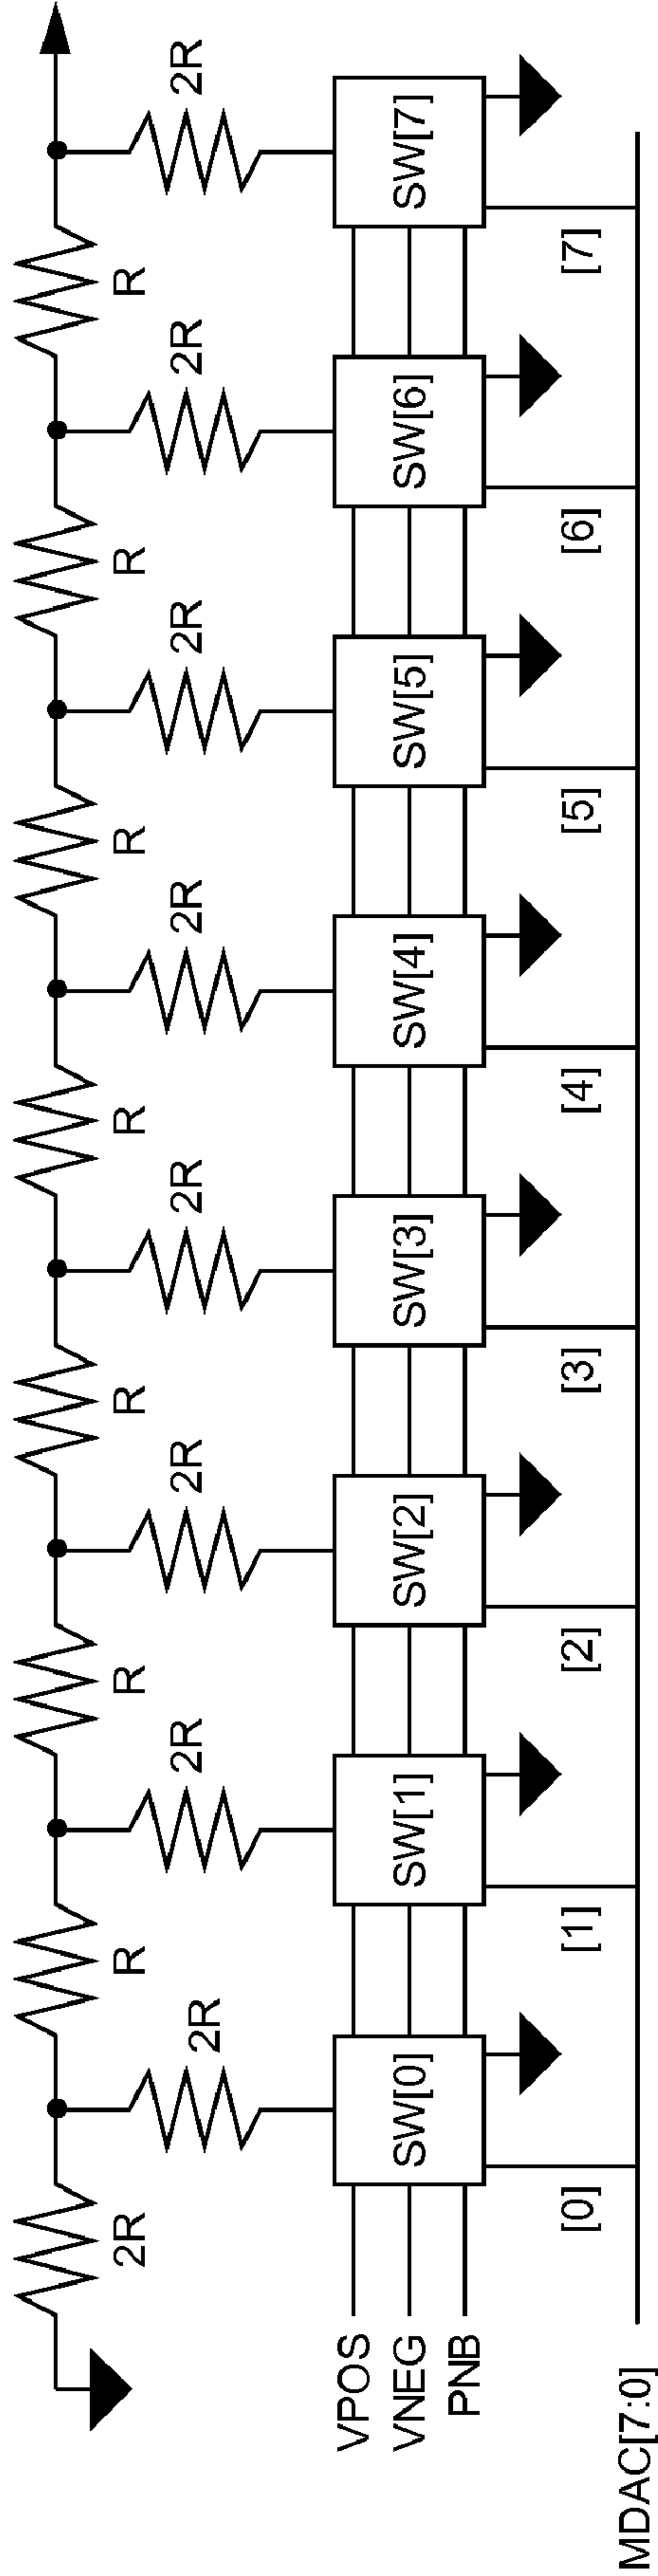 2R
R
R
R
R
R
R
R
2R
2R
2R
2R
2R
2R
2R
2R
VPOS
VNEG
PNB
SW[0]
SW[1]
SW[2]
SW[3]
SW[4]
SW[5]
SW[6]
SW[7]
[0]
[1]
[2]
[3]
[4]
[5]
[6]
[7]
MDAC[7:0]